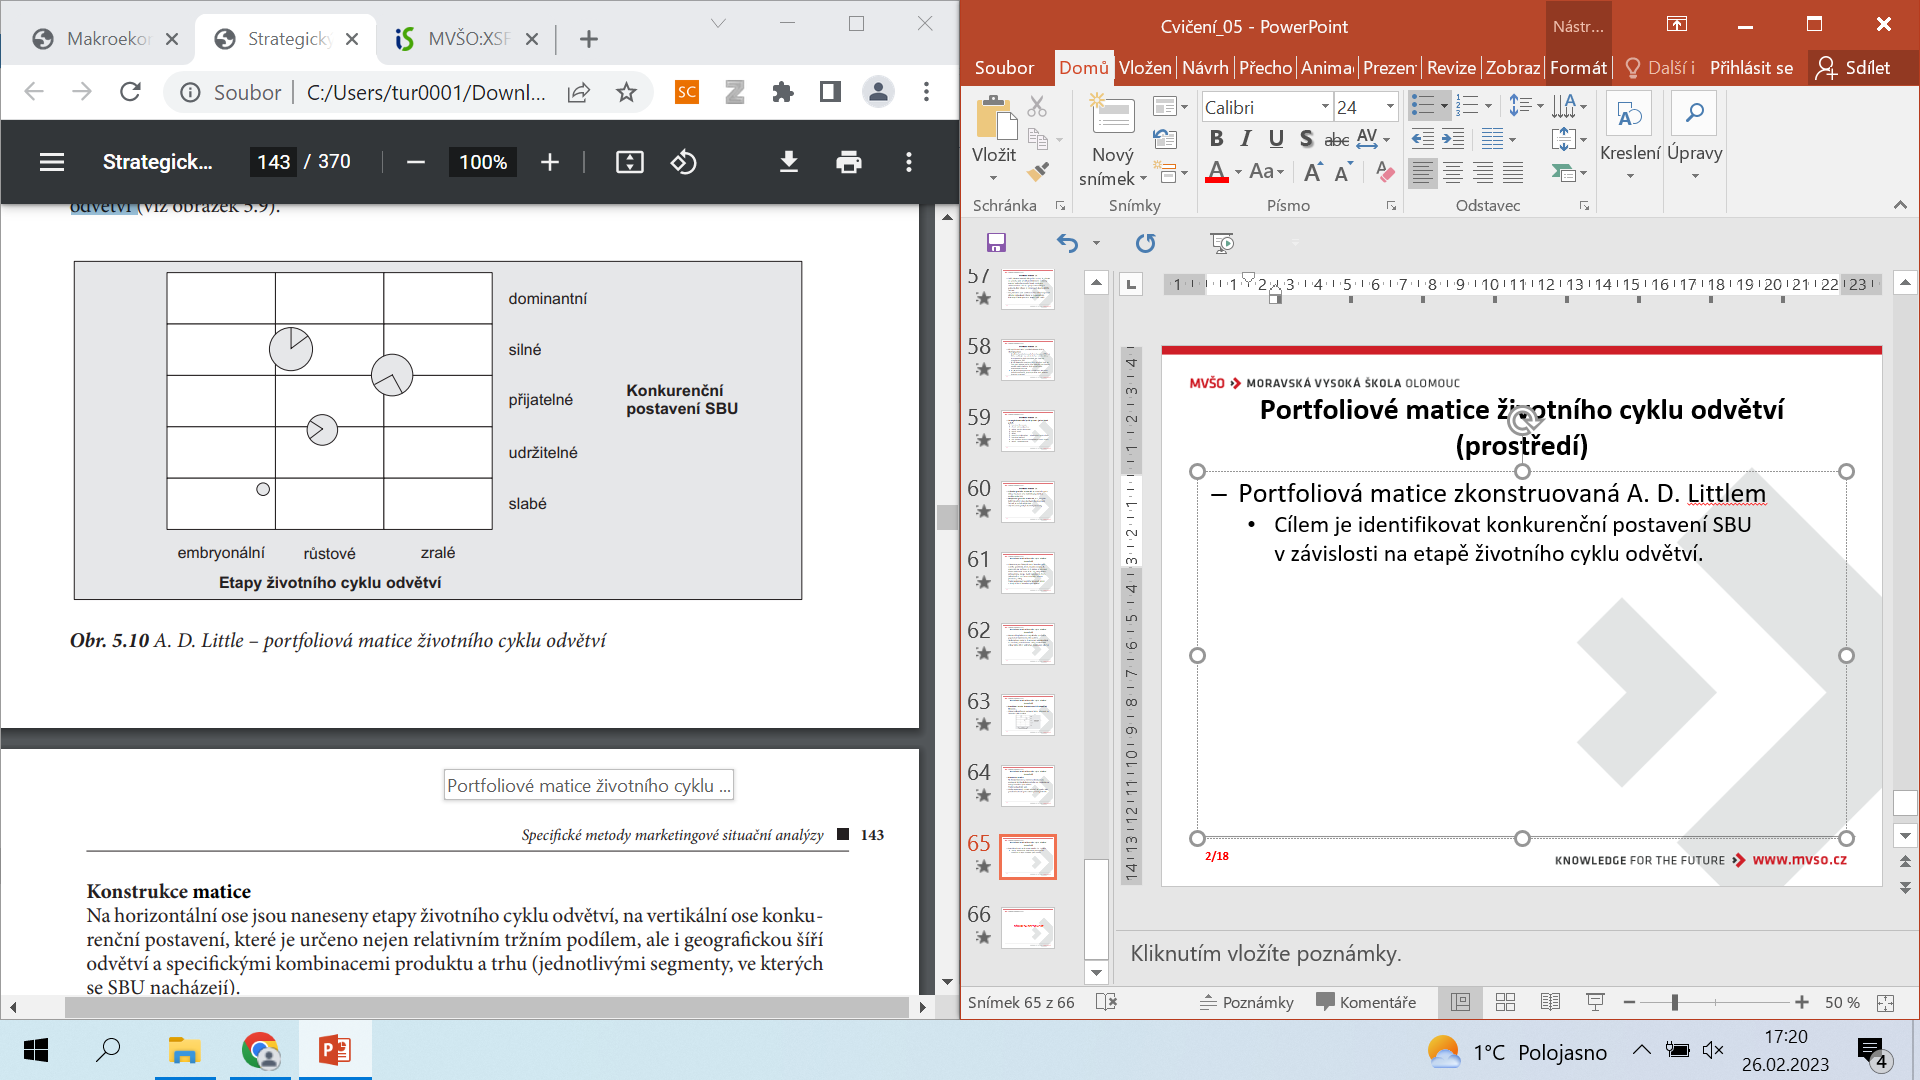 Makroeko
Strategick
MVŠO:XSF
Soubor
C:/Users/tur0001/Downl...
Strategick...
143 / 370
100%
odvětví (viz obrázek 5.9).
dominantní
silné
přijatelné
udržitelné
slabé
Konkurenční
postavení SBU
embryonální růstové zralé
Etapy životního cyklu odvětví
Obr. 5.10 A. D. Little – portfoliová matice životního cyklu odvětví
Portfoliové matice životního cyklu ...
Specifické metody marketingové situační analýzy 143
Konstrukce matice
Na horizontální ose jsou naneseny etapy životního cyklu odvětví, na vertikální ose konku-
renční postavení, které je určeno nejen relativním tržním podílem, ale i geografickou šíří
odvětví a specifickými kombinacemi produktu a trhu (jednotlivými segmenty, ve kterých
se SBU nacházejí).
Cvičení_05 - PowerPoint
Nástr...
Soubor Domů Vložen Návrh Přecho Anima Prezen Revize Zobraz Formát Další i Přihlásit se Sdílet
Vložit
Nový
snímek
Calibri 24
Kreslení Úpravy
Schránka Snímky Písmo Odstavec
57
58
59
60
61
62
63
64
65
66
MVŠO MORAVSKÁ VYSOKÁ ŠKOLA OLOMOUC
Portfoliové matice životního cyklu odvětví
(prostředí)
– Portfoliová matice zkonstruovaná A. D. Littlem
• Cílem je identifikovat konkurenční postavení SBU
v závislosti na etapě životního cyklu odvětví.
2/18
KNOWLEDGE FOR THE FUTURE www.mvso.cz
Kliknutím vložíte poznámky.
Snímek 65 z 66 Poznámky Komentáře 50 %
1°C Polojasno
17:20
26.02.2023
4